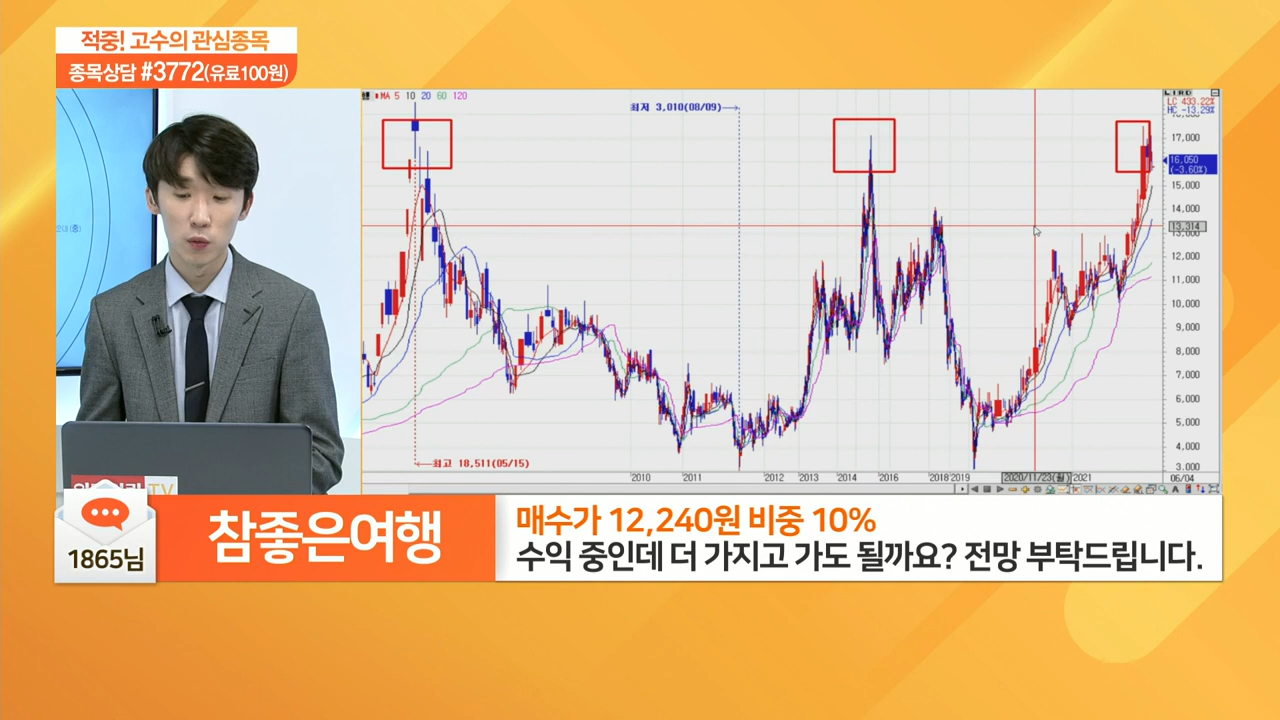 적중! 고수의 관심종목
종목상담 #3772(유료100원)
MA 5 10 20 60 120
최저 3,010(08/09)
LC 433.22%
HC -13.29%
18,000
17,000
16,050
(-3.60%)
15,000
14,000
13,314
13,000
12,000
11,000
10,000
9,000
8,000
7,000
6,000
5,000
4,000
3,000
최고 18,511(05/15)
2010 2011 2012 2013 2014 2016 2018 2019 2020/11/23(월) 2021 06/04
TV
1865님
참좋은여행
매수가 12,240원 비중 10%
수익 중인데 더 가지고 가도 될까요? 전망 부탁드립니다.